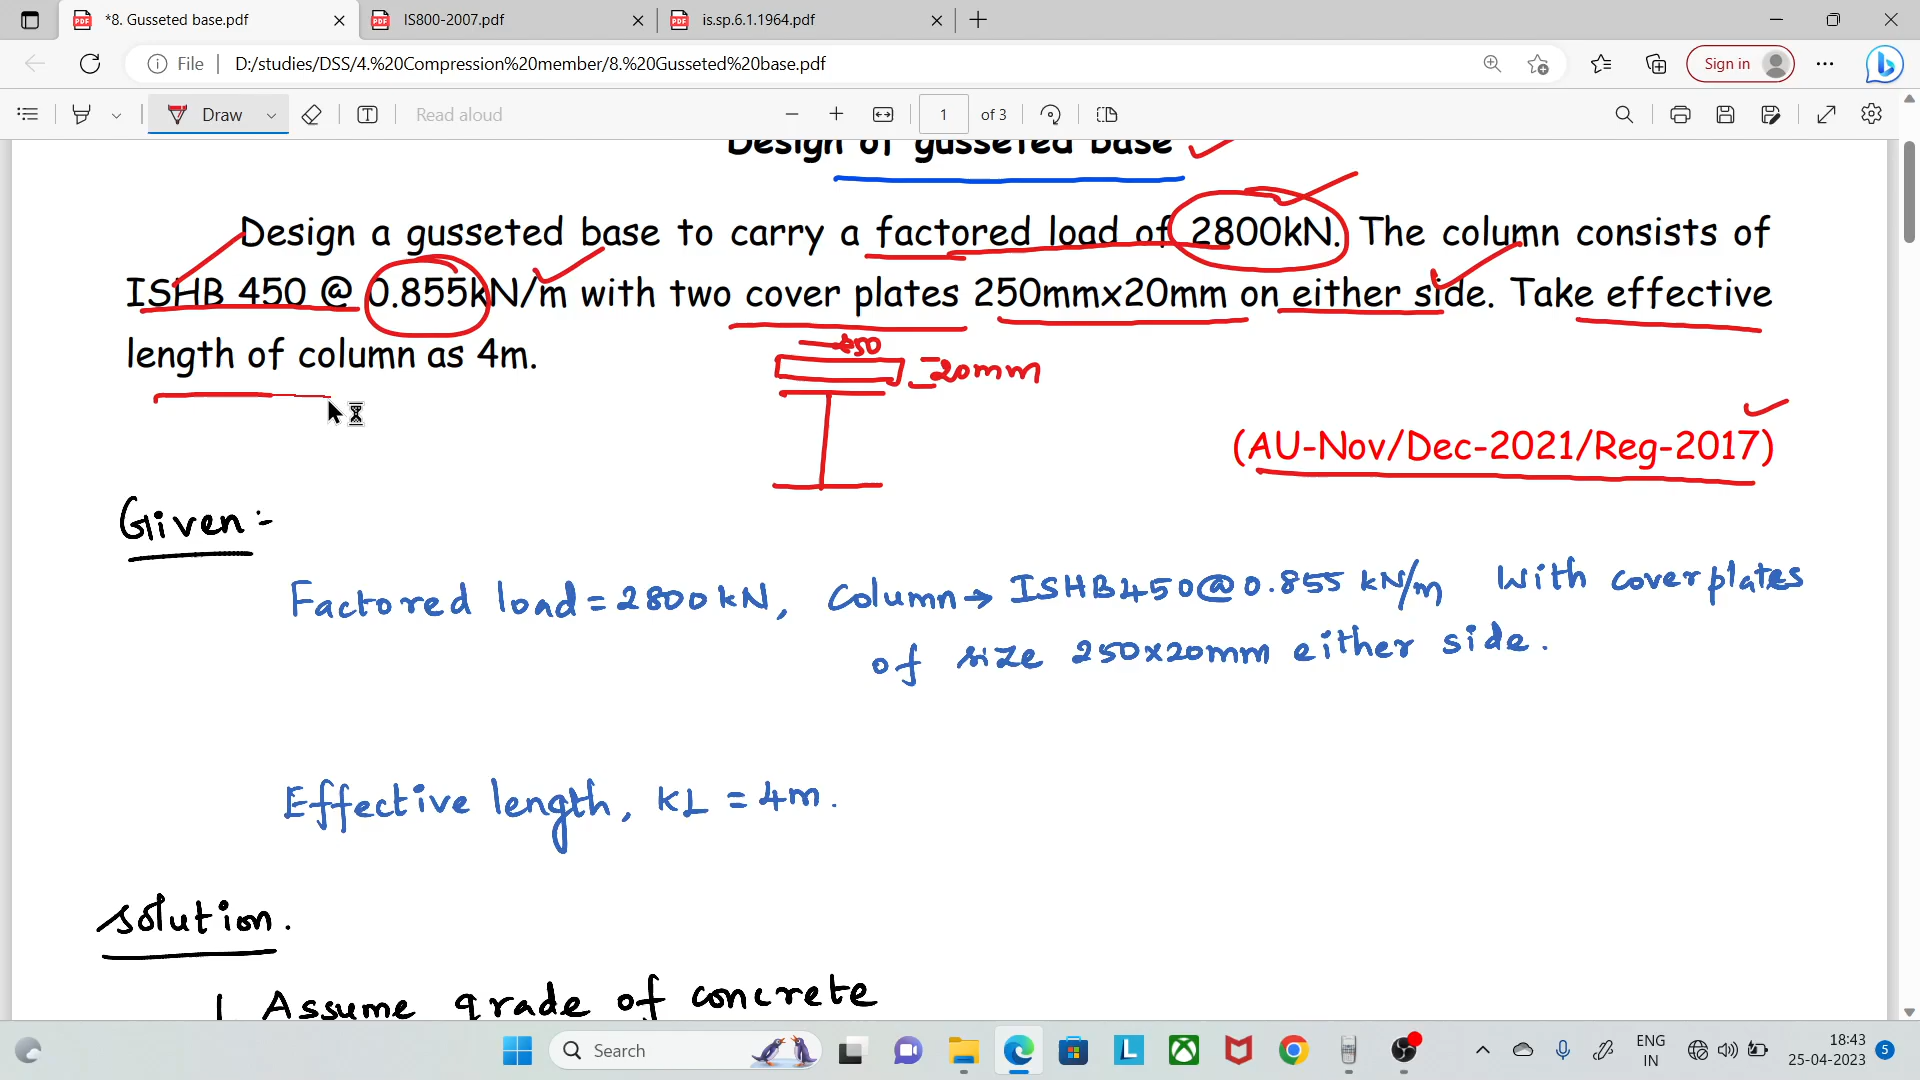 *8. Gusseted base.pdf
IS800-2007.pdf
is.sp.6.1.1964.pdf
File
D:/studies/DSS/4.%20Compression%20member/8.%20Gusseted%20base.pdf
Sign in
Draw
Read aloud
1 of 3
Design of gusseted base
Design a gusseted base to carry a factored load of 2800kN. The column consists of
ISHB 450 @ 0.855kN/m with two cover plates 250mmx20mm on either side. Take effective
length of column as 4m.
20mm
(AU-Nov/Dec-2021/Reg-2017)
Given:-
Factored load = 2800kN, Column → ISHB450@0.855 kN/m With coverplates
of size 250x20mm either side.
Effective length, KL = 4m.
Solution.
1 Assume grade of concrete
Search
ENG
IN
18:43
25-04-2023
5